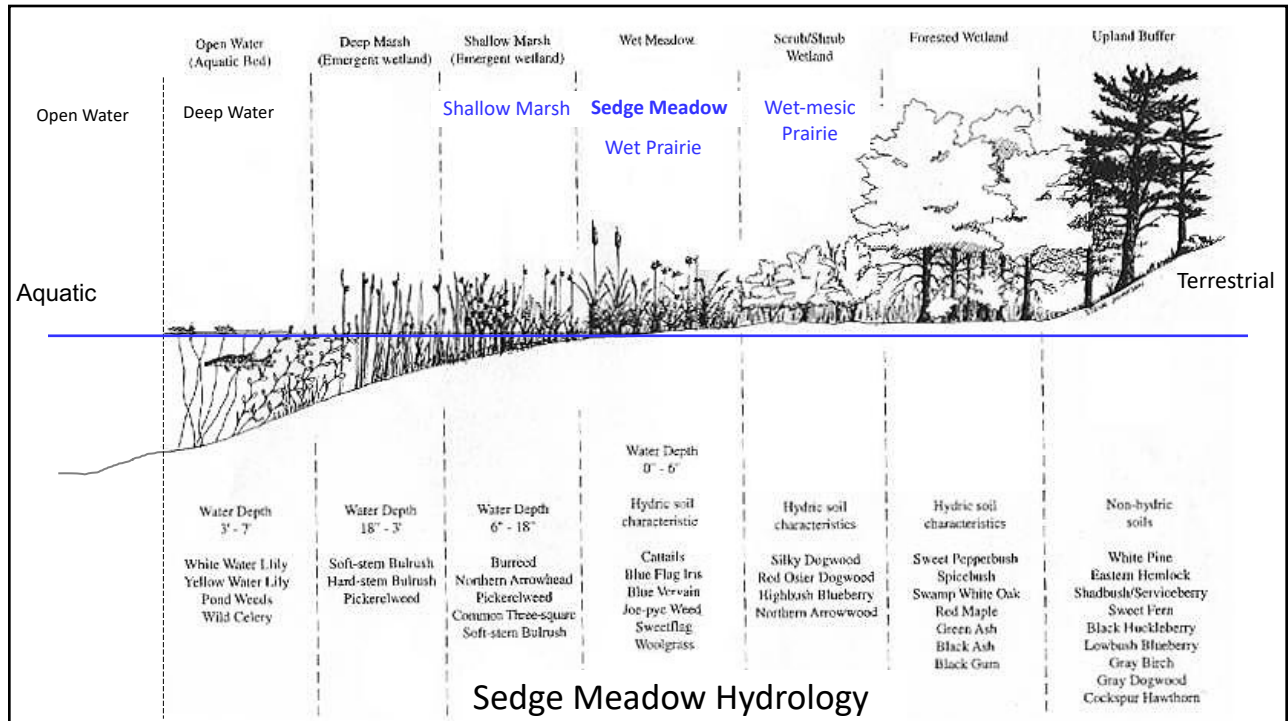 Open Water
(Aquatic Bed)
Deep Marsh
(Emergent wetland)
Shallow Marsh
(Emergent wetland)
Wet Meadow
Scrub/Shrub
Wetland
Forested Wetland
Upland Buffer
Open Water
Deep Water
Shallow Marsh
Sedge Meadow
Wet Prairie
Wet-mesic
Prairie
Aquatic
Terrestrial
Water Depth
3' - 7'
White Water Lily
Yellow Water Lily
Pond Weeds
Wild Celery
Water Depth
18" - 3'
Soft-stem Bulrush
Hard-stem Bulrush
Pickerelweed
Water Depth
6" - 18"
Burreed
Northern Arrowhead
Pickerelweed
Common Three-square
Soft-stem Bulrush
Water Depth
0" - 6"
Hydric soil
characteristic
Cattails
Blue Flag Iris
Blue Vervain
Joe-pye Weed
Sweetflag
Woolgrass
Hydric soil
characteristics
Silky Dogwood
Red Osier Dogwood
Highbush Blueberry
Northern Arrowwood
Hydric soil
characteristics
Sweet Pepperbush
Spicebush
Swamp White Oak
Red Maple
Green Ash
Black Ash
Black Gum
Non-hydric
soils
White Pine
Eastern Hemlock
Shadbush/Serviceberry
Sweet Fern
Black Huckleberry
Lowbush Blueberry
Gray Birch
Gray Dogwood
Cockspur Hawthorn
Sedge Meadow Hydrology